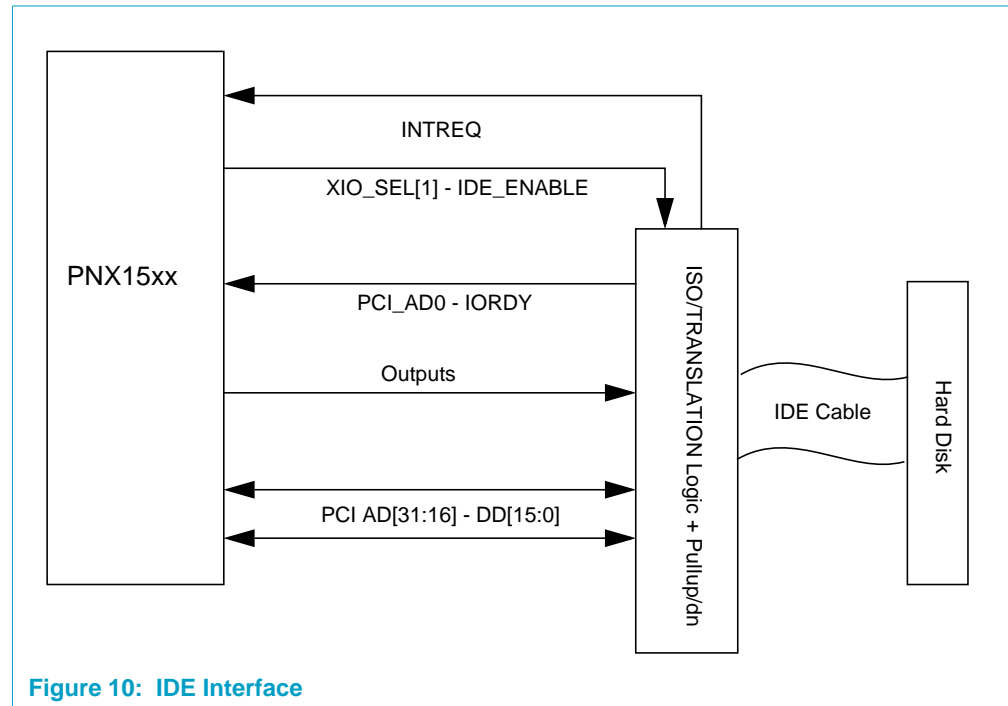 INTREQ
XIO_SEL[1] - IDE_ENABLE
PNX15xx
PCI_AD0 - IORDY
Outputs
PCI AD[31:16] - DD[15:0]
ISO/TRANSLATION Logic + Pullup/dn
IDE Cable
Hard Disk
Figure 10: IDE Interface